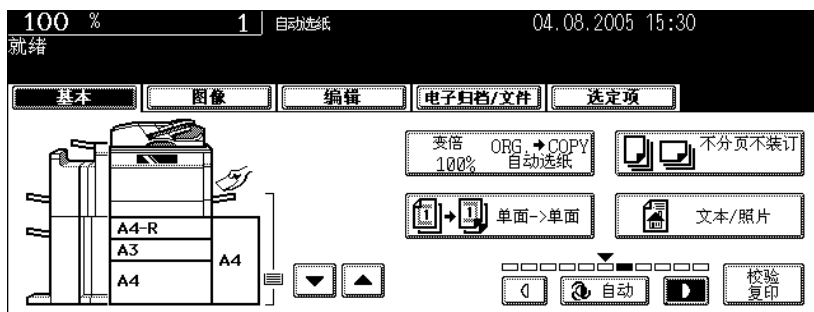 100 % 1 自动选纸 04.08.2005 15:30
就绪
基本 图像 编辑 电子归档/文件 选定项
变倍 ORG.➔COPY
100% 自动选纸
不分页不装订
1➔1 单面->单面
文本/照片
A4-R
A3
A4
A4
自动
校验
复印